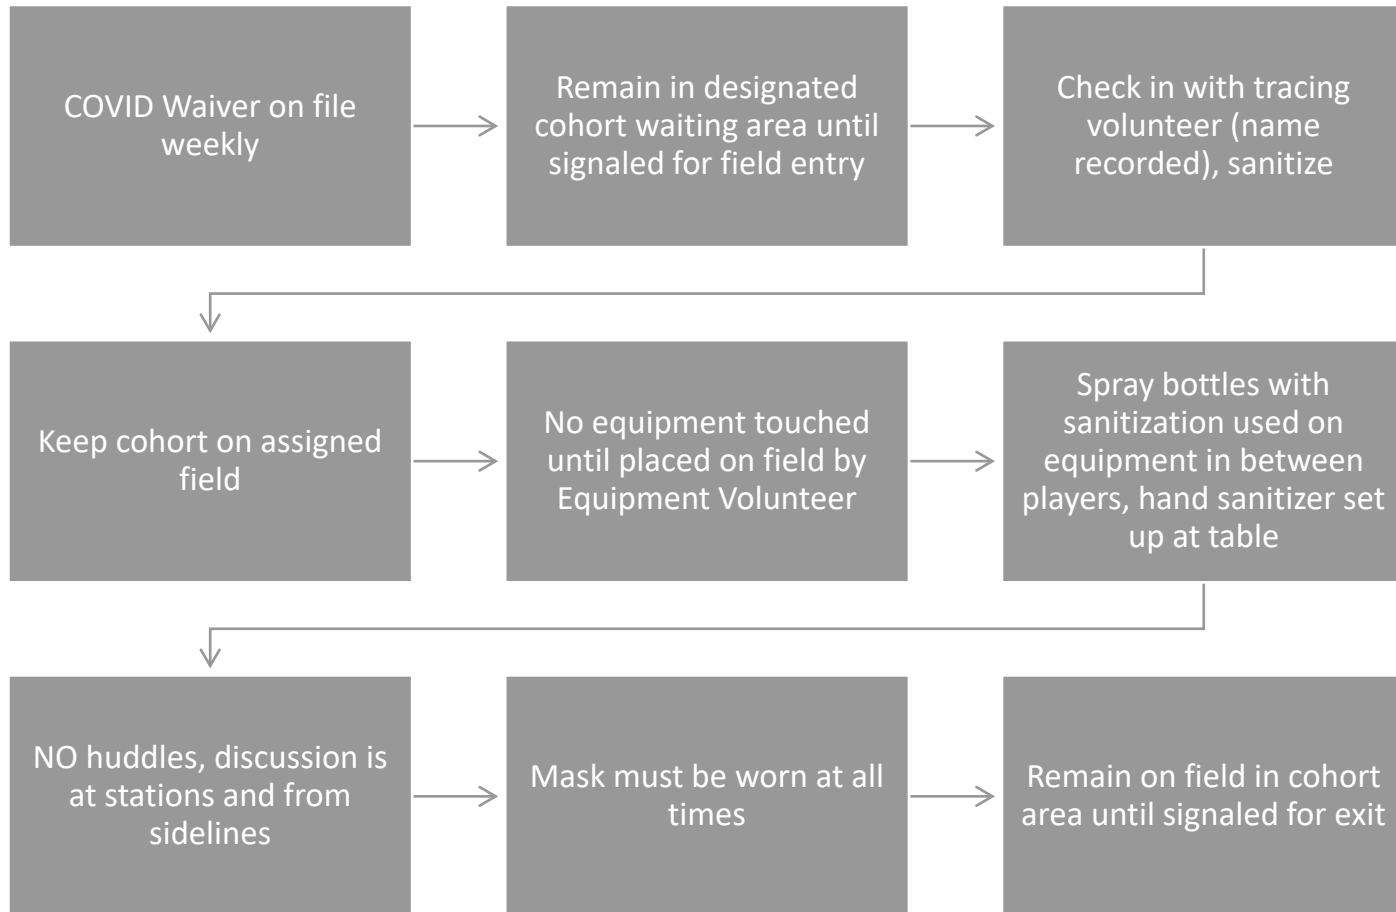 COVID Waiver on file
weekly
Remain in designated
cohort waiting area until
signaled for field entry
Check in with tracing
volunteer (name
recorded), sanitize
Keep cohort on assigned
field
No equipment touched
until placed on field by
Equipment Volunteer
Spray bottles with
sanitization used on
equipment in between
players, hand sanitizer set
up at table
NO huddles, discussion is
at stations and from
sidelines
Mask must be worn at all
times
Remain on field in cohort
area until signaled for exit